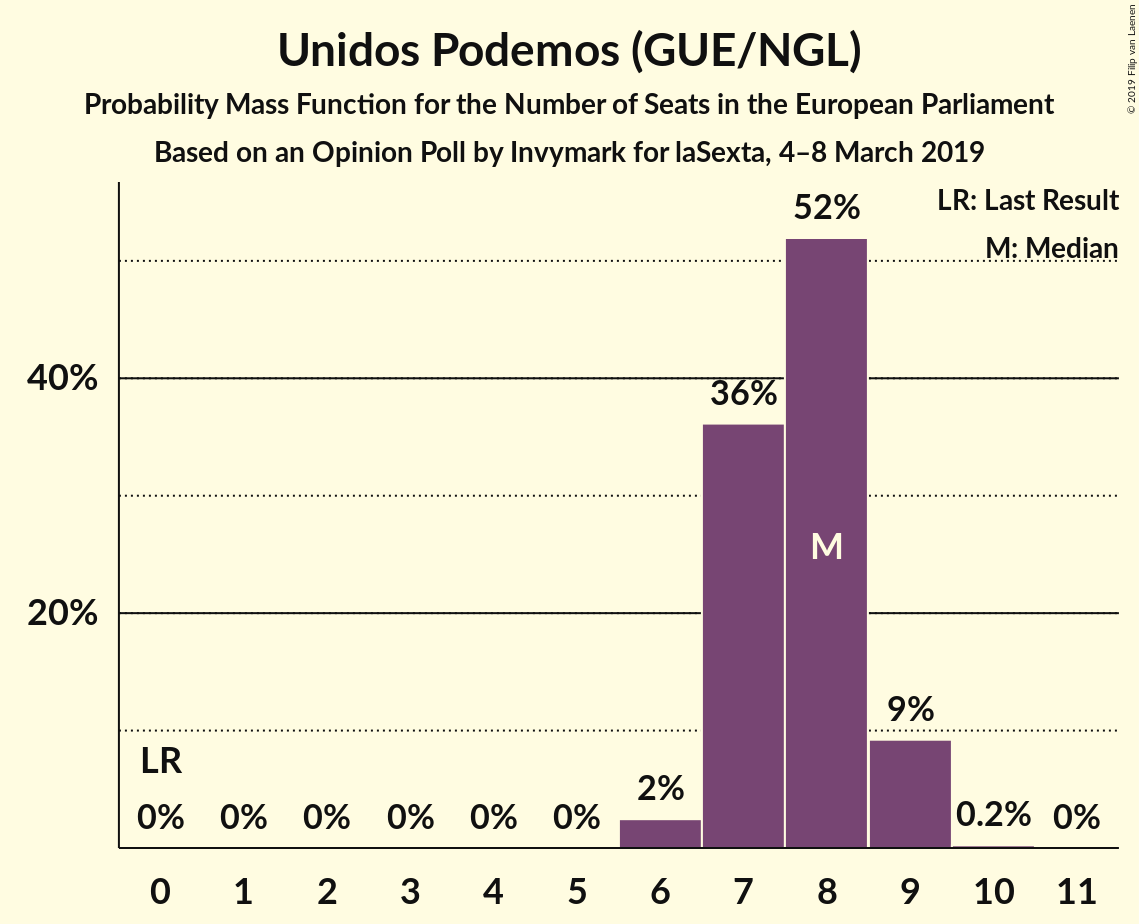 Unidos Podemos (GUE/NGL)
Probability Mass Function for the Number of Seats in the European Parliament
Based on an Opinion Poll by Invymark for laSexta, 4–8 March 2019
© 2019 Filip van Laenen
LR: Last Result
M: Median
52%
40%
36%
M
20%
9%
LR
2%
0% 0% 0% 0% 0% 0% 0.2% 0%
0 1 2 3 4 5 6 7 8 9 10 11